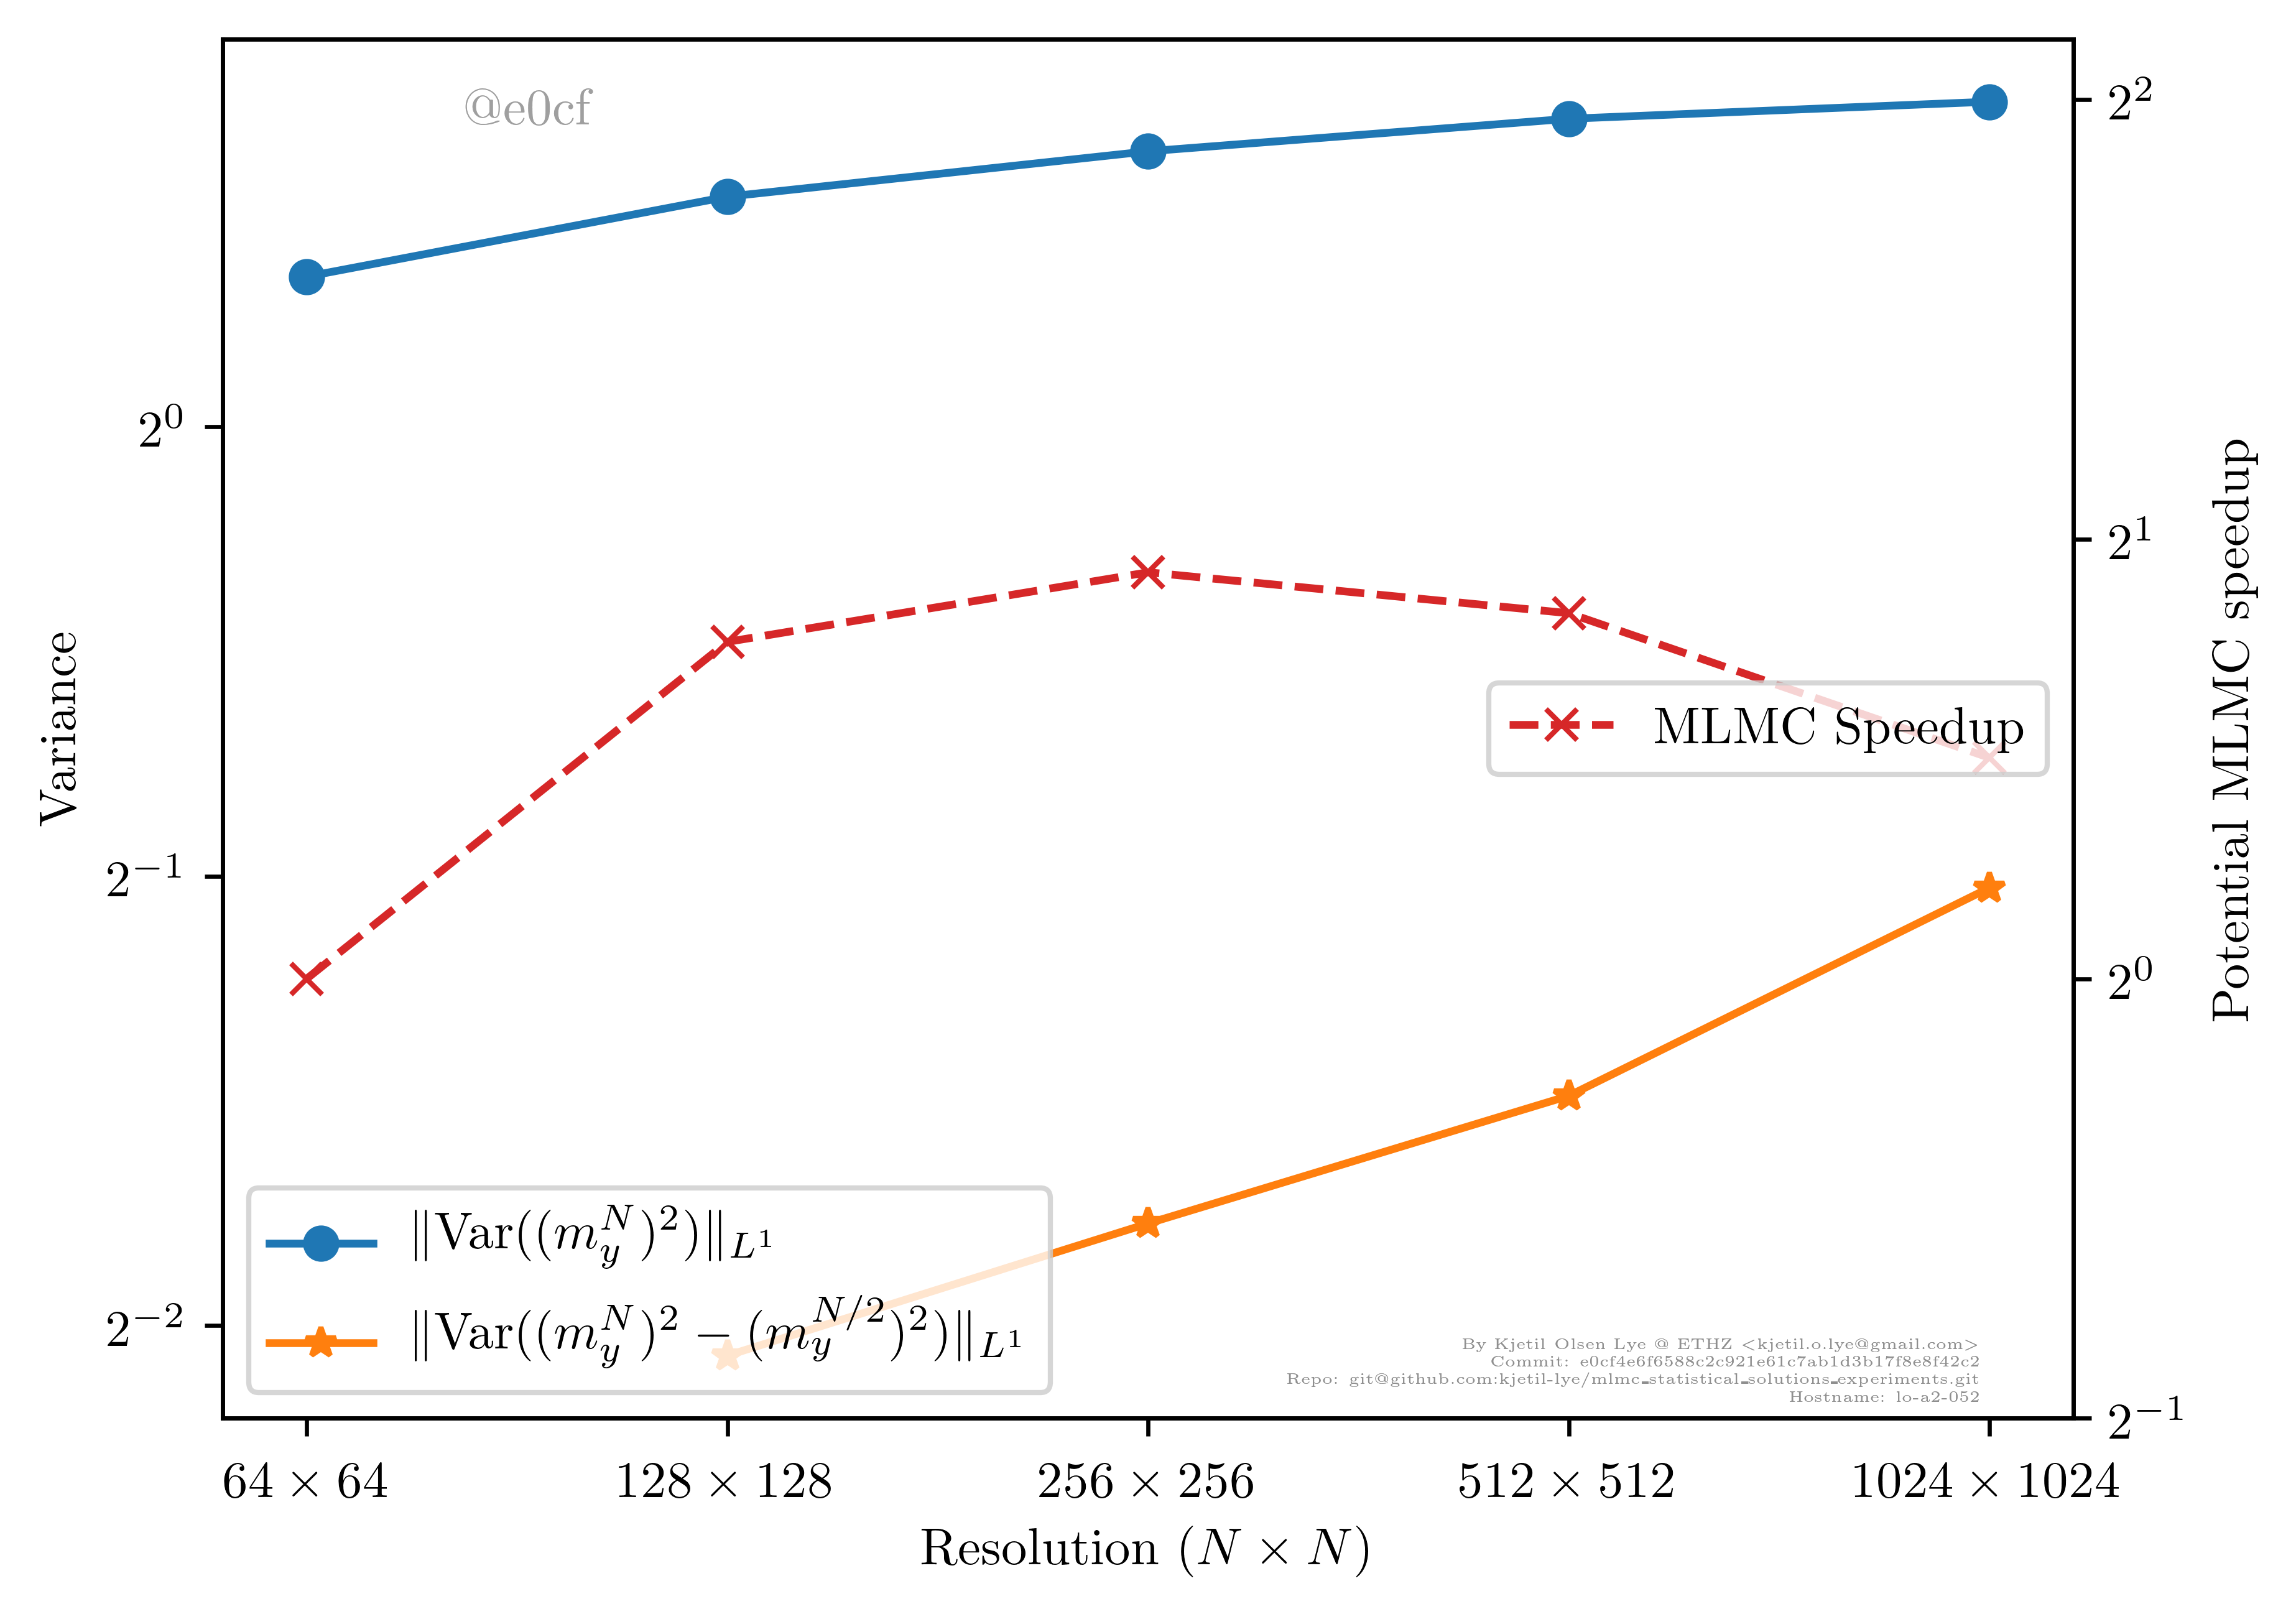 @e0cf
2^0
2^{-1}
2^{-2}
Variance
2^2
2^1
2^0
2^{-1}
Potential MLMC speedup
MLMC Speedup
‖Var((m_y^N)^2)‖_{L^1}
‖Var((m_y^N)^2 − (m_y^{N/2})^2)‖_{L^1}
By Kjetil Olsen Lye @ ETHZ <kjetil.o.lye@gmail.com>
Commit: e0cf4e6f6588c2c921e61c7ab1d3b17f8e8f42c2
Repo: git@github.com:kjetil-lye/mlmc_statistical_solutions_experiments.git
Hostname: lo-a2-052
64 × 64
128 × 128
256 × 256
512 × 512
1024 × 1024
Resolution (N × N)